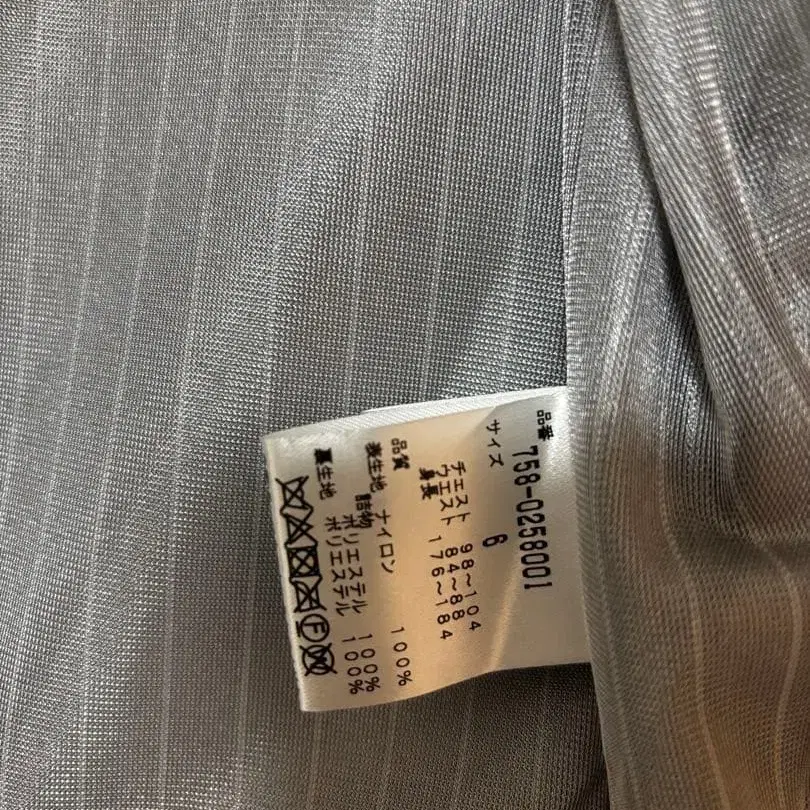 品番 758-0258001
サイズ 6
チェスト 98～104
ウエスト 84～88
身長 176～184
品質
表生地 ナイロン 100%
詰物 ポリエステル 100%
裏生地 ポリエステル 100%
F
W